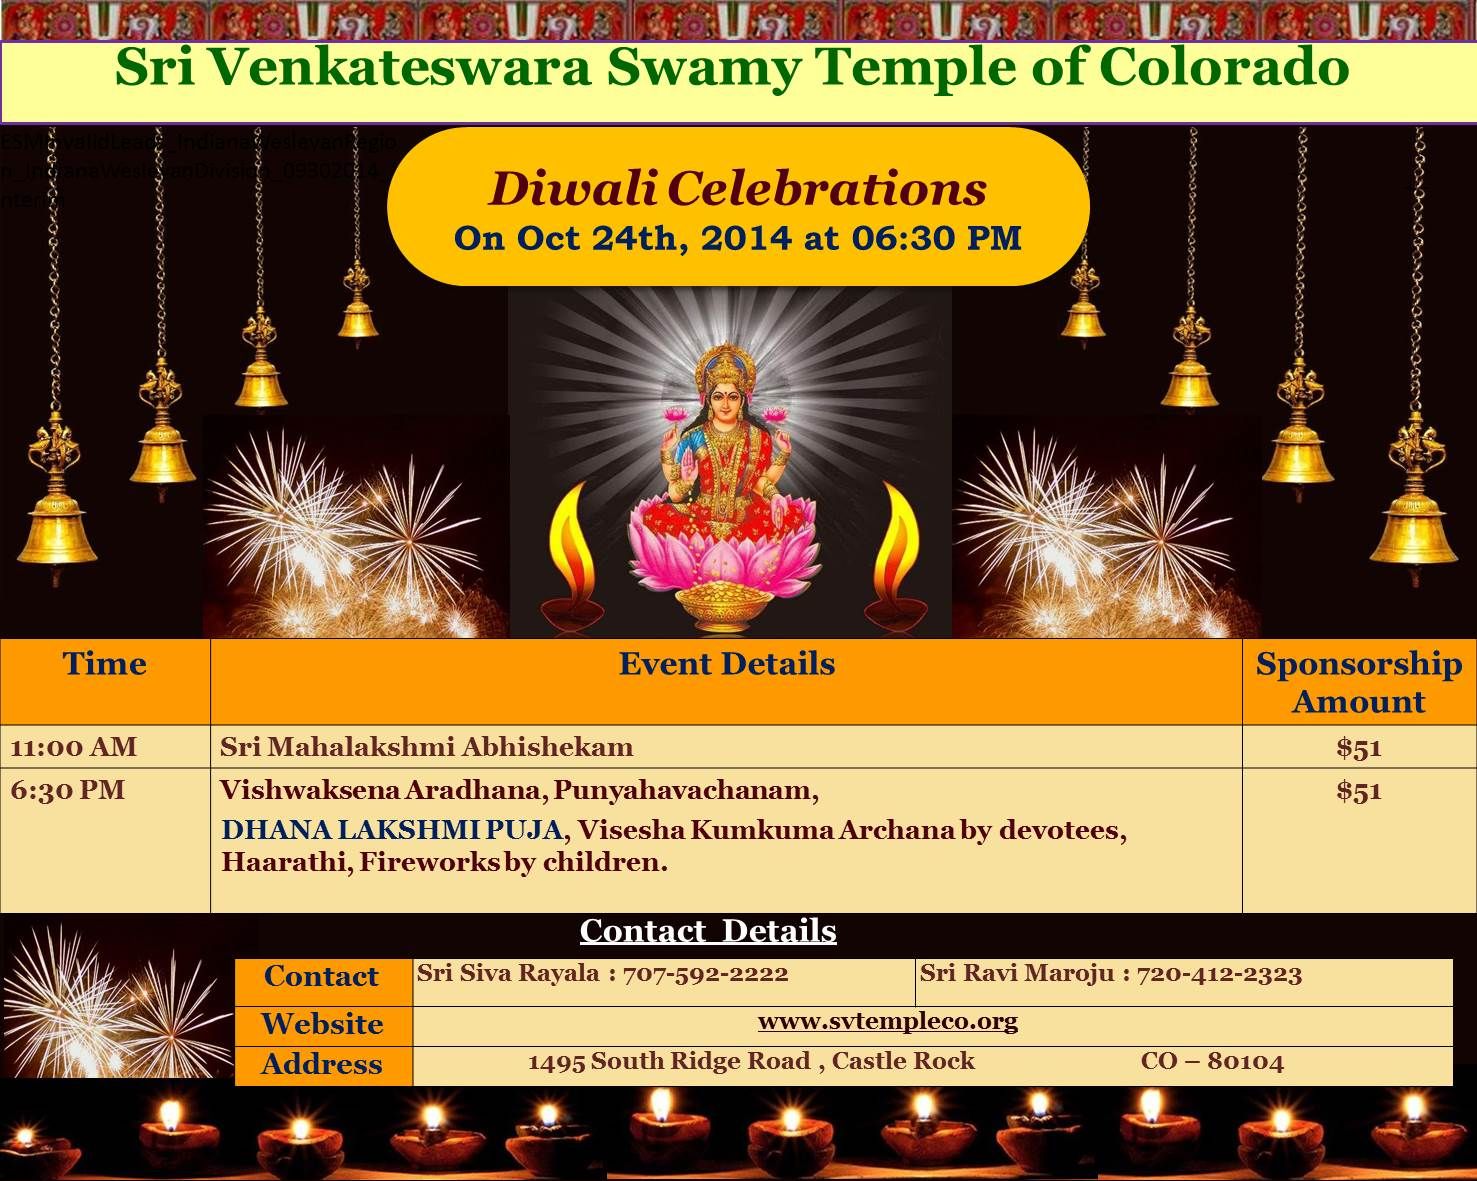 Sri Venkateswara Swamy Temple of Colorado
ESMInvalidLeads_IndianaWesleyanRegio
n_IndianaWesleyanDivision_09302014_
Diwali Celebrations
On Oct 24th, 2014 at 06:30 PM
Time Event Details Sponsorship
Amount
11:00 AM Sri Mahalakshmi Abhishekam $51
6:30 PM Vishwaksena Aradhana, Punyahavachanam, $51
DHANA LAKSHMI PUJA, Visesha Kumkuma Archana by devotees,
Haarathi, Fireworks by children.
Contact Details
Contact Sri Siva Rayala : 707-592-2222 Sri Ravi Maroju : 720-412-2323
Website www.svtempleco.org
Address 1495 South Ridge Road , Castle Rock CO – 80104